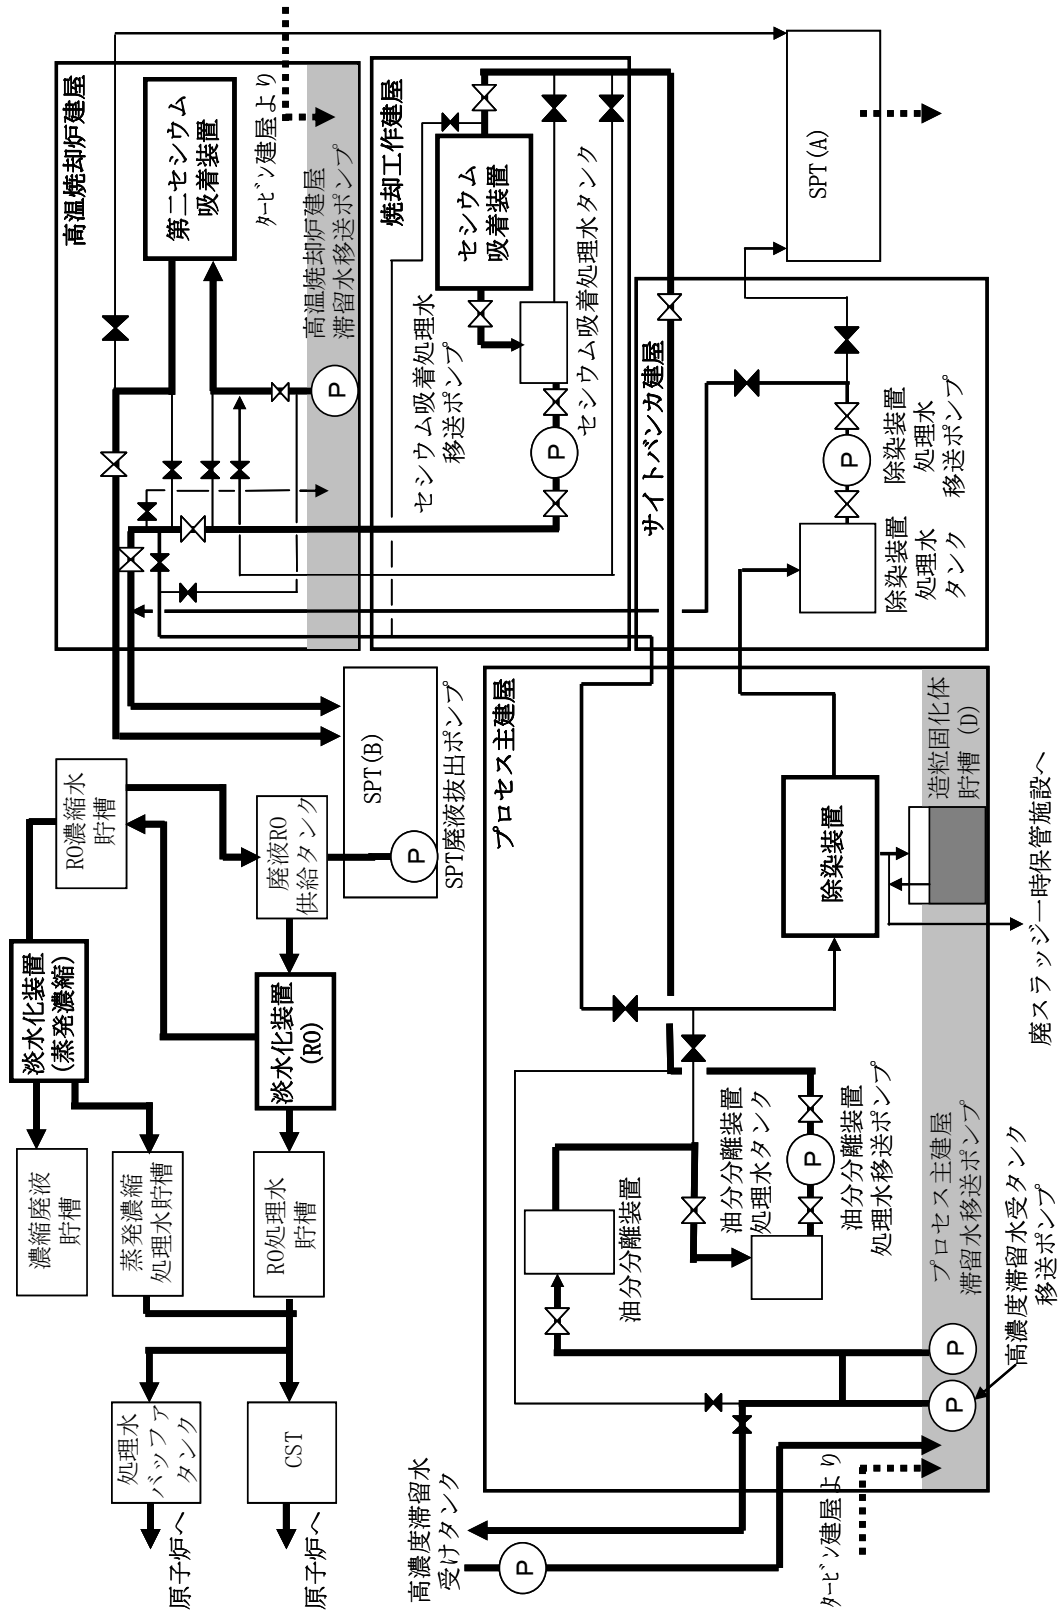 高温焼却炉建屋
第二セシウム
吸着装置
ﾀｰﾋﾞﾝ建屋より
高温焼却炉建屋
滞留水移送ポンプ
P
焼却工作建屋
セシウム
吸着装置
セシウム吸着処理水
移送ポンプ
セシウム吸着処理水タンク
P
SPT(A)
サイトバンカ建屋
除染装置
処理水
移送ポンプ
P
除染装置
処理水
タンク
SPT(B)
P
SPT廃液抜出ポンプ
RO濃縮水
貯槽
廃液RO
供給タンク
淡水化装置
(蒸発濃縮)
淡水化装置
(RO)
濃縮廃液
貯槽
蒸発濃縮
処理水貯槽
RO処理水
貯槽
処理水
バッファ
タンク
CST
原子炉へ
原子炉へ
プロセス主建屋
除染装置
造粒固化体
貯槽(D)
廃スラッジ一時保管施設へ
油分分離装置
油分分離装置
処理水タンク
P
油分分離装置
処理水移送ポンプ
プロセス主建屋
滞留水移送ポンプ
P
P
高濃度滞留水受タンク
移送ポンプ
高濃度滞留水
受けタンク
P
ﾀｰﾋﾞﾝ建屋より